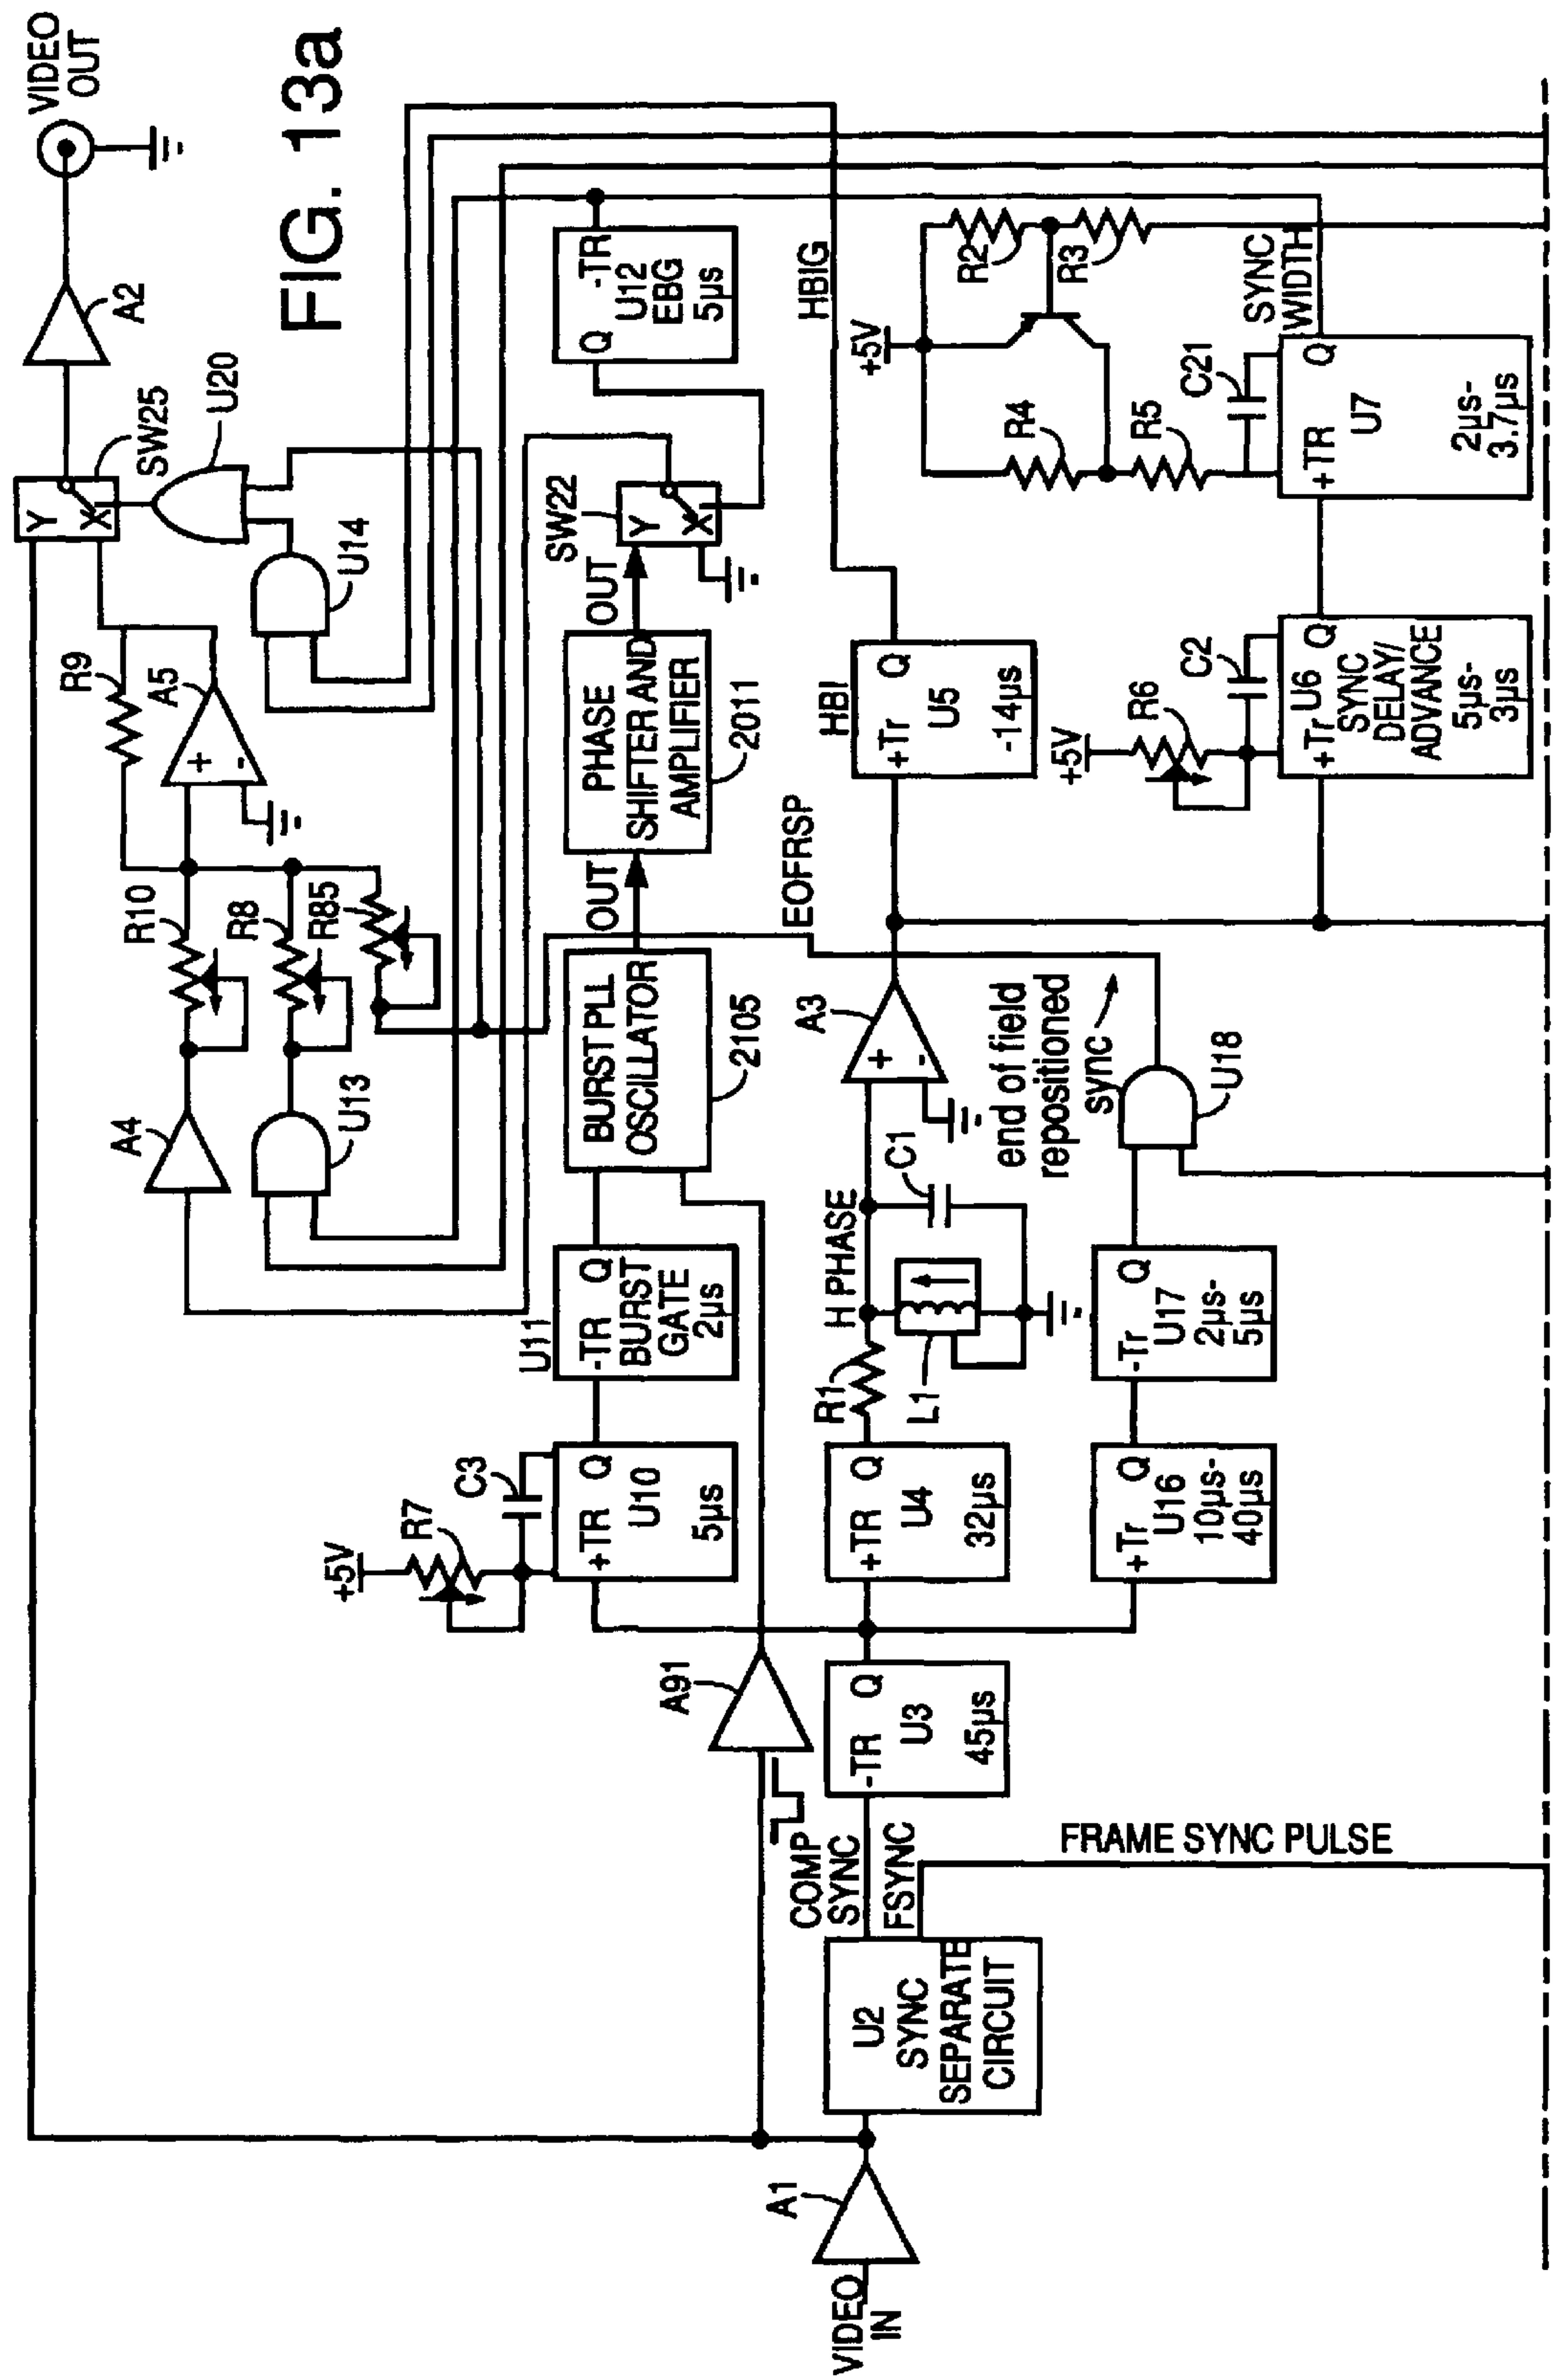 FIG. 13a
VIDEO
OUT
A2
SW25
Y
X
U20
U14
R9
A5
+
-
R10
R8
R85
A4
U13
U12
EBG
5µs
-TR
Q
SW22
Y
X
OUT
PHASE
SHIFTER AND
AMPLIFIER
2011
OUT
BURST PLL
OSCILLATOR
2105
U11
-TR Q
BURST
GATE
2µs
+5V
R7
C3
+TR Q
U10
5µs
A91
HBIG
HBI
+Tr Q
U5
-14µs
EOFRSP
A3
+
-
H PHASE
C1
R1
L1
+TR Q
U4
32µs
-TR Q
U3
45µs
COMP
SYNC
FSYNC
U2
SYNC
SEPARATE
CIRCUIT
A1
VIDEO
IN
FRAME SYNC PULSE
+Tr Q
U16
10µs-
40µs
-Tr Q
U17
2µs-
5µs
end of field
repositioned
sync
U18
+5V
R6
C2
+Tr U6 Q
SYNC
DELAY/
ADVANCE
5µs-
3µs
+5V
R2
R3
R4
R5
C21
SYNC
WIDTH
+TR Q
U7
2µs-
3.7µs